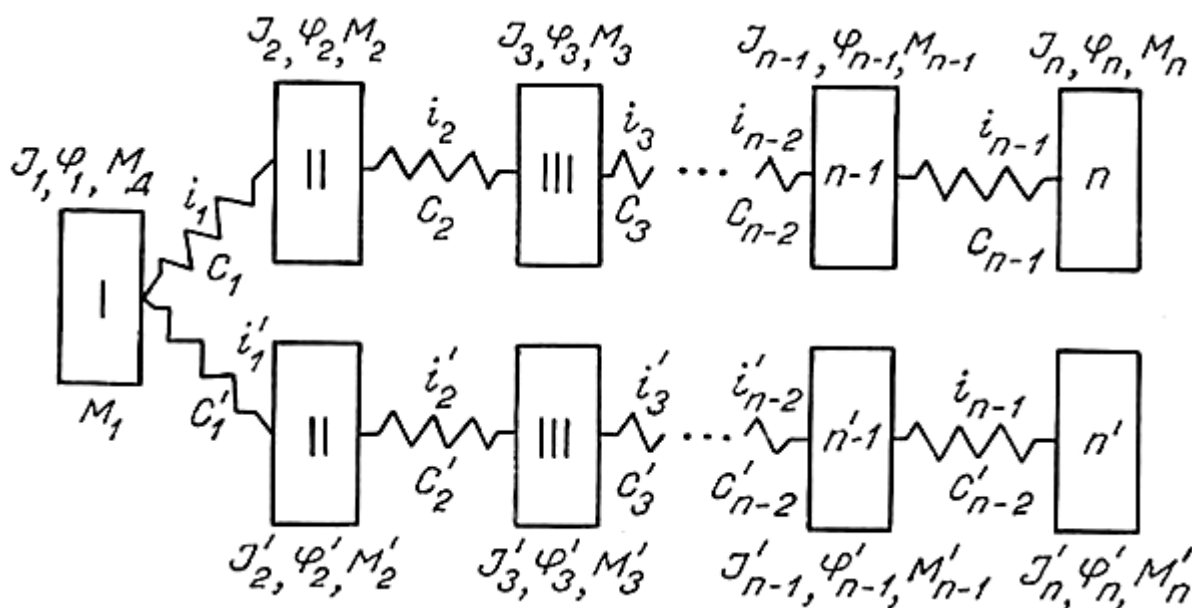 J₂, φ₂, M₂ J₃, φ₃, M₃ Jₙ₋₁, φₙ₋₁, Mₙ₋₁ Jₙ, φₙ, Mₙ
i₂ i₃ iₙ₋₂ iₙ₋₁
II III ... n-1 n
J₁, φ₁, M_д i₁ C₂ C₃ Cₙ₋₂ Cₙ₋₁
C₁
I
i'₁ i'₂ i'₃ i'ₙ₋₂ iₙ₋₁
M₁ C'₁ II III ... n'-1 n'
C'₂ C'₃ C'ₙ₋₂ C'ₙ₋₂
J'₂, φ'₂, M'₂ J'₃, φ'₃, M'₃ J'ₙ₋₁, φ'ₙ₋₁, M'ₙ₋₁ J'ₙ, φ'ₙ, M'ₙ